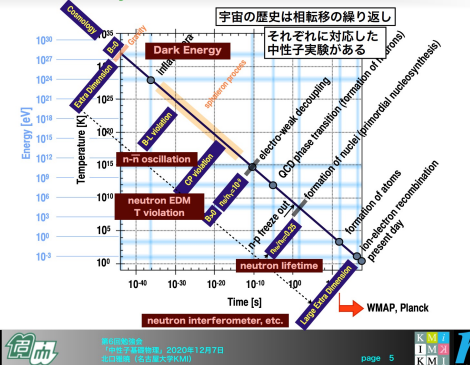 宇宙の歴史は相転移の繰り返し
それぞれに対応した
中性子実験がある
Cosmology
B=0
Gravity
Dark Energy
inflation
Extra Dimension
sphaleron process
B-L violation
n-n̄ oscillation
CP violation
neutron EDM
T violation
B>0
electro-weak decoupling
QCD phase transition (formation of neutrons)
formation of nuclei (primordial nucleosynthesis)
n-p freeze out
neutron lifetime
formation of atoms
ion-electron recombination
present day
Large Extra Dimension
neutron interferometer, etc.
WMAP, Planck
Energy [eV]
10³⁰
10²⁷
10²⁴
10²¹
10¹⁸
10¹⁵
10¹²
10⁹
10⁶
10³
10⁰
10⁻³
Temperature [K]
10³⁵
10²⁵
10²⁰
10¹⁵
10¹⁰
10⁵
10⁰
10⁻⁴⁰
10⁻³⁰
10⁻²⁰
10⁻¹⁰
10⁰
Time [s]
第6回勉強会
「中性子基礎物理」2020年12月7日
北口雅暁（名古屋大学KMI）
page 5
KMI